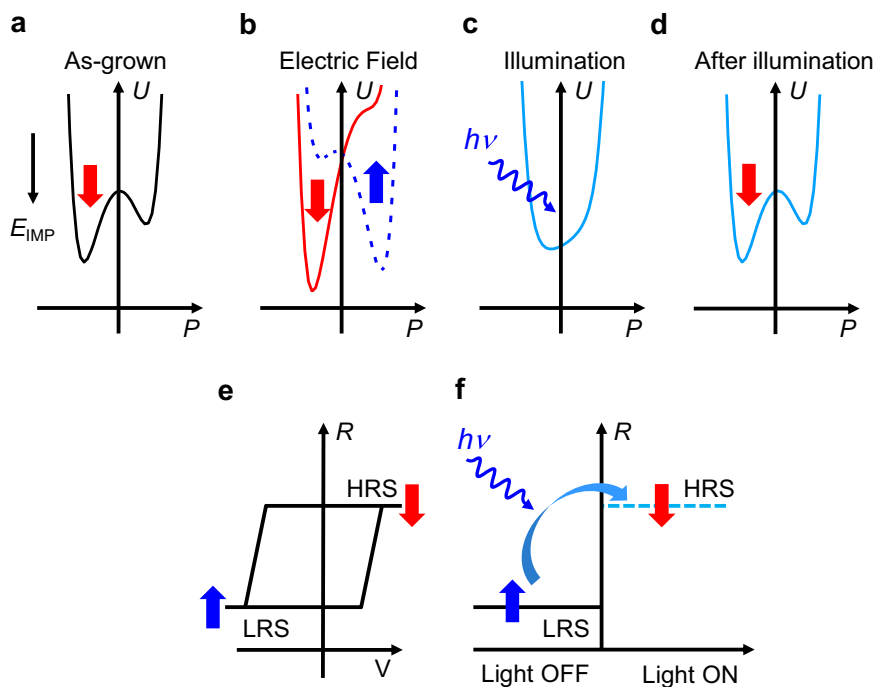 a
As-grown
U
E_IMP
P
b
Electric Field
U
P
c
Illumination
U
hν
P
d
After illumination
U
P
e
R
HRS
LRS
V
f
hν
R
HRS
LRS
Light OFF
Light ON